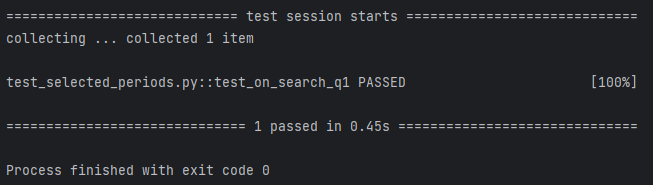 ============================= test session starts =============================
collecting ... collected 1 item
test_selected_periods.py::test_on_search_q1 PASSED                       [100%]
============================== 1 passed in 0.45s ==============================
Process finished with exit code 0